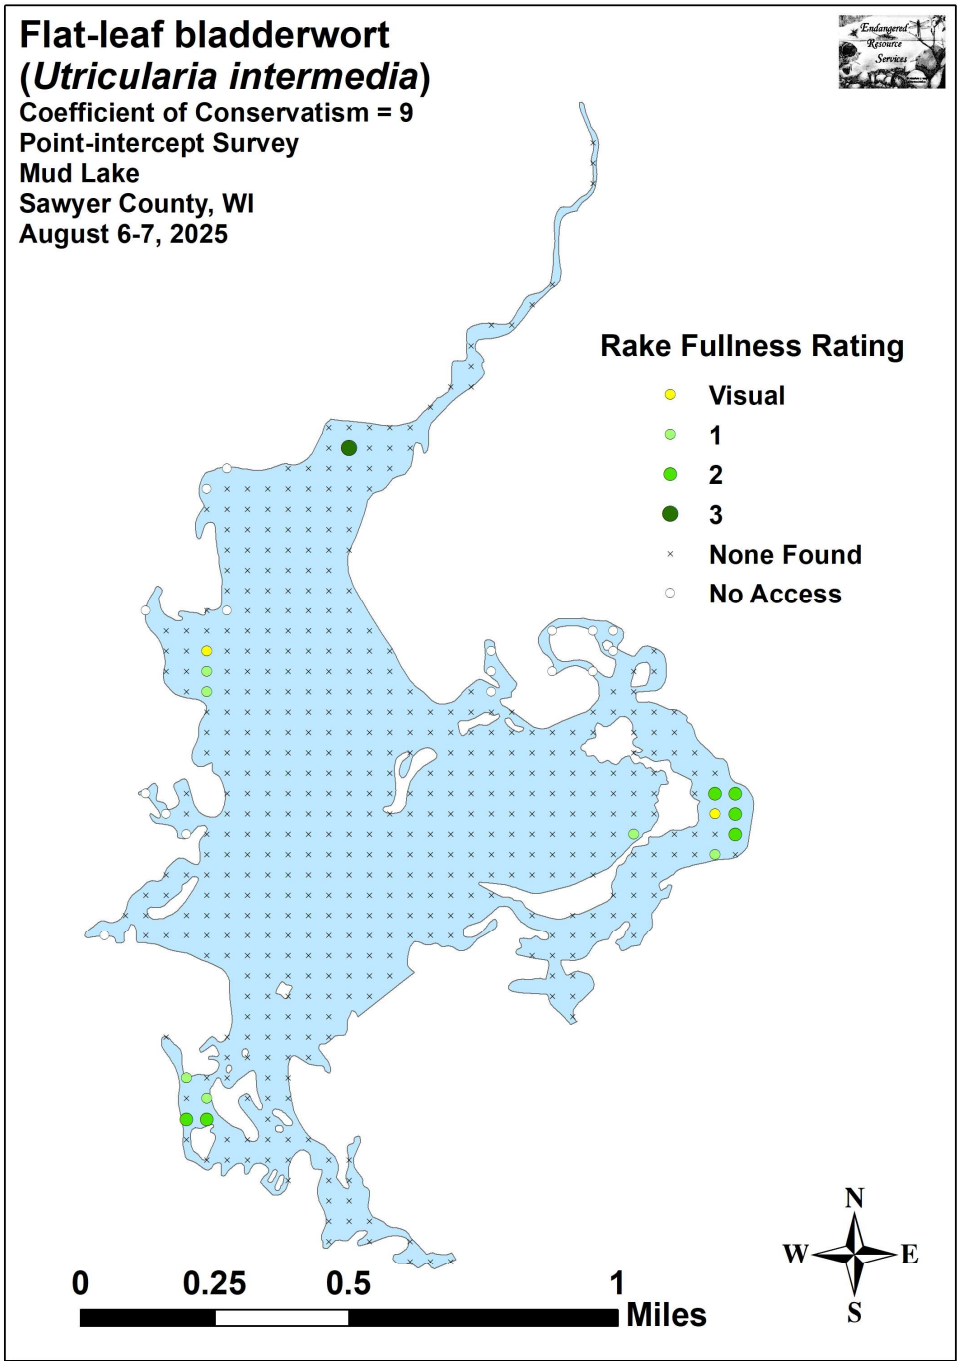 Flat-leaf bladderwort
(Utricularia intermedia)
Coefficient of Conservatism = 9
Point-intercept Survey
Mud Lake
Sawyer County, WI
August 6-7, 2025
Endangered
Resource
Services
Rake Fullness Rating
Visual
1
2
3
None Found
No Access
N
W E
S
0 0.25 0.5 1
Miles